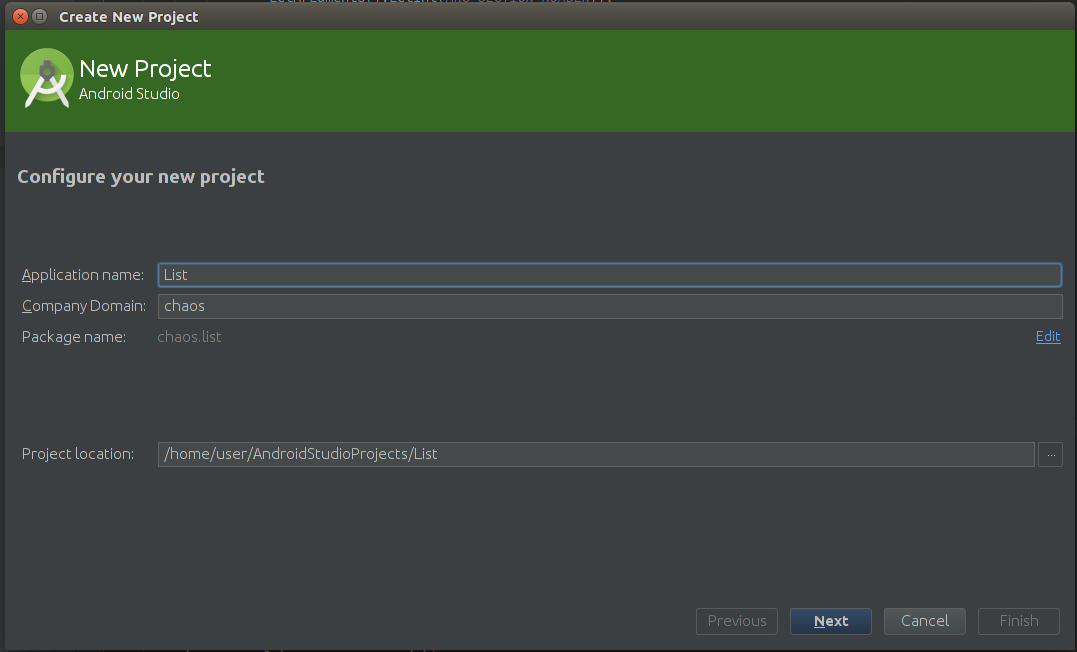 Create New Project
New Project
Android Studio
Configure your new project
Application name: List
Company Domain: chaos
Package name: chaos.list Edit
Project location: /home/user/AndroidStudioProjects/List ...
Previous Next Cancel Finish